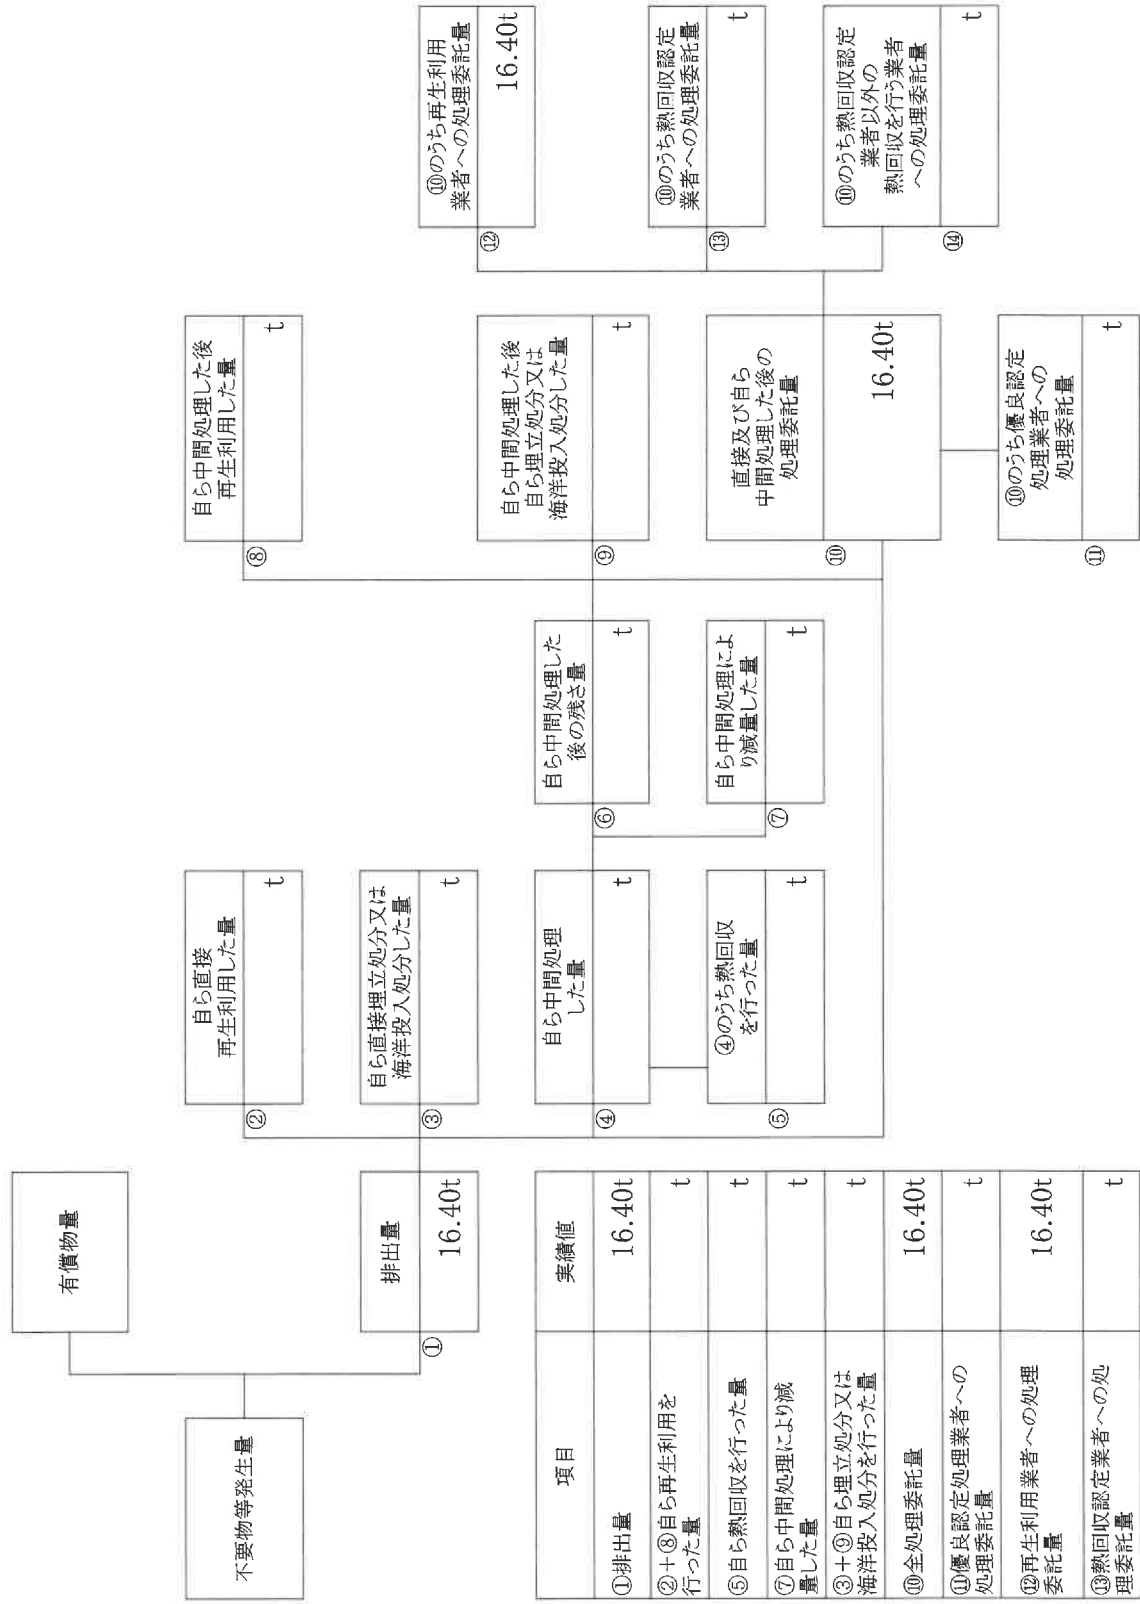 有償物量
不要物等発生量
排出量
①
16.40t
自ら直接
再生利用した量
②
t
自ら直接埋立処分又は
海洋投入処分した量
③
t
自ら中間処理
した量
④
t
④のうち熱回収
を行った量
⑤
t
自ら中間処理した
後の残さ量
⑥
t
自ら中間処理によ
り減量した量
⑦
t
自ら中間処理した後
再生利用した量
⑧
t
自ら中間処理した後
自ら埋立処分又は
海洋投入処分した量
⑨
t
直接及び自ら
中間処理した後の
処理委託量
⑩
16.40t
⑩のうち優良認定
処理業者への
処理委託量
⑪
t
⑩のうち再生利用
業者への処理委託量
⑫
16.40t
⑩のうち熱回収認定
業者への処理委託量
⑬
t
⑩のうち熱回収認定
業者以外の
熱回収を行う業者
への処理委託量
⑭
t
項目 実績値
①排出量 16.40t
②+⑧自ら再生利用を
行った量 t
⑤自ら熱回収を行った量 t
⑦自ら中間処理により減
量した量 t
③+⑨自ら埋立処分又は
海洋投入処分を行った量 t
⑩全処理委託量 16.40t
⑪優良認定処理業者への
処理委託量 t
⑫再生利用業者への処理
委託量 16.40t
⑬熱回収認定業者への処
理委託量 t